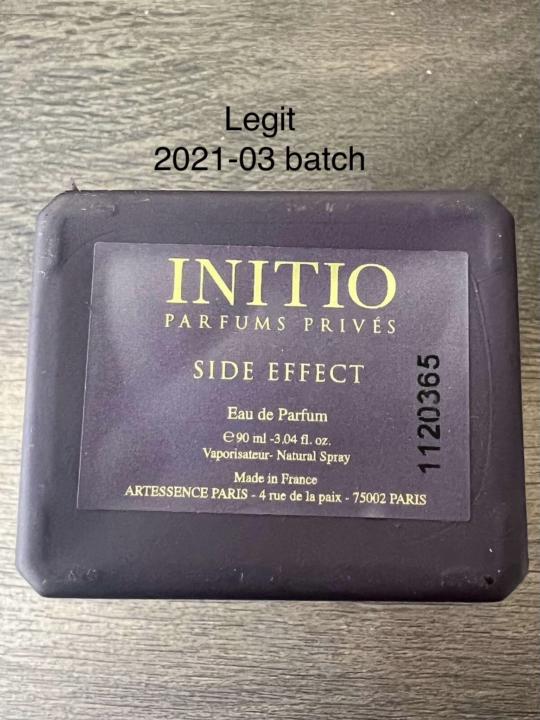 Legit
2021-03 batch
INITIO
PARFUMS PRIVÉS
SIDE EFFECT
Eau de Parfum
℮90 ml -3.04 fl. oz.
Vaporisateur- Natural Spray
Made in France
ARTESSENCE PARIS - 4 rue de la paix - 75002 PARIS
1120365